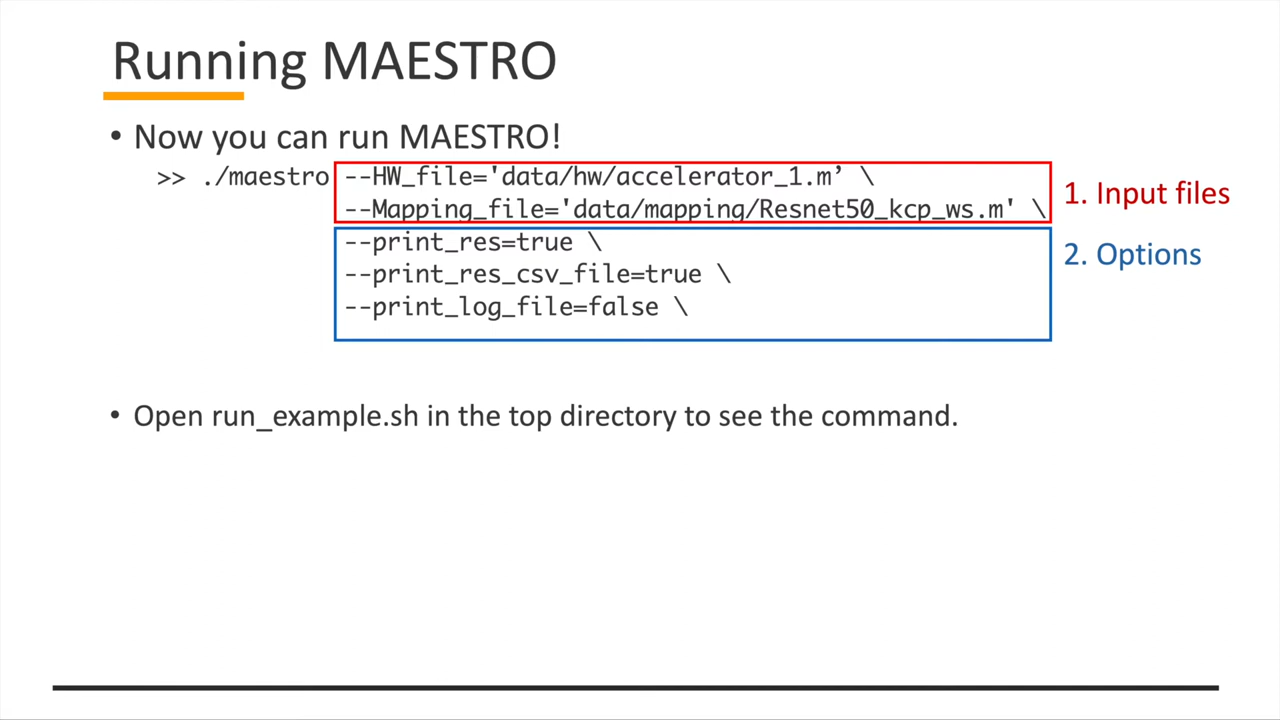 Running MAESTRO
• Now you can run MAESTRO!
>> ./maestro --HW_file='data/hw/accelerator_1.m’ \
--Mapping_file='data/mapping/Resnet50_kcp_ws.m' \
1. Input files
--print_res=true \
2. Options
--print_res_csv_file=true \
--print_log_file=false \
• Open run_example.sh in the top directory to see the command.